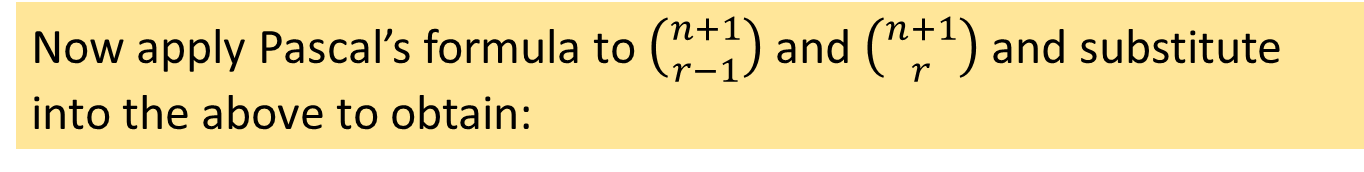 Now apply Pascal’s formula to (n+1 r−1) and (n+1 r) and substitute
into the above to obtain: